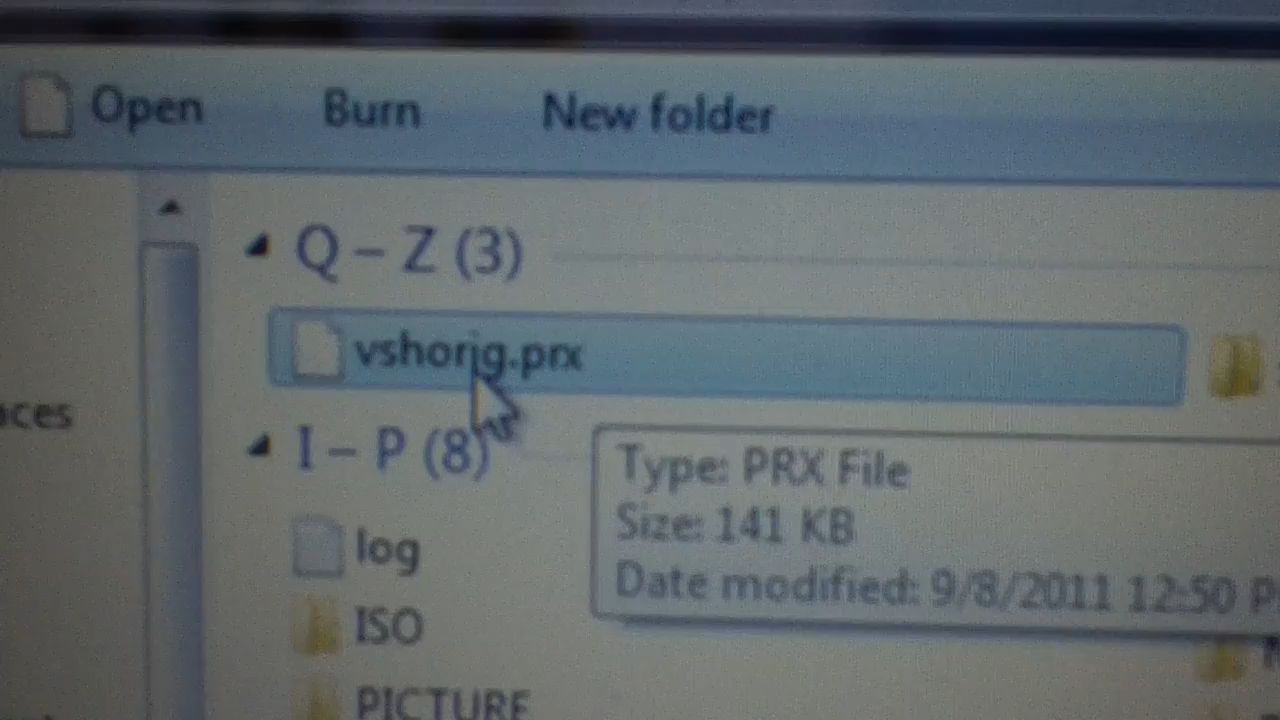 Open Burn New folder
Q – Z (3)
vshorig.prx
aces
I – P (8)
Type: PRX File
Size: 141 KB
Date modified: 9/8/2011 12:50 P
log
ISO
PICTURE